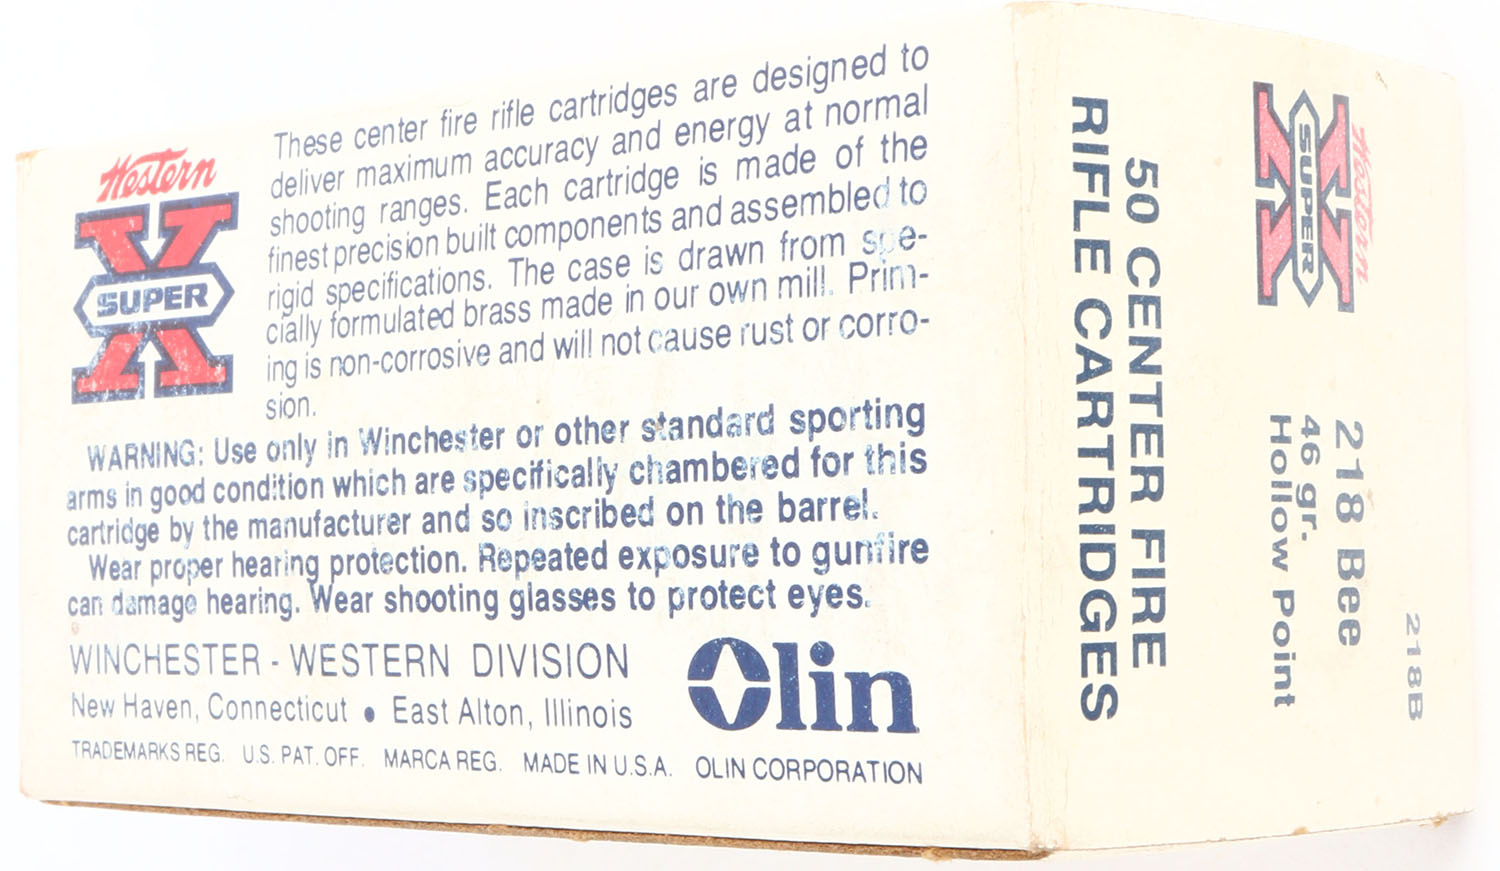 Western
SUPER
X
These center fire rifle cartridges are designed to
deliver maximum accuracy and energy at normal
shooting ranges. Each cartridge is made of the
finest precision built components and assembled to
rigid specifications. The case is drawn from spe-
cially formulated brass made in our own mill. Prim-
ing is non-corrosive and will not cause rust or corro-
sion.
WARNING: Use only in Winchester or other standard sporting
arms in good condition which are specifically chambered for this
cartridge by the manufacturer and so inscribed on the barrel.
Wear proper hearing protection. Repeated exposure to gunfire
can damage hearing. Wear shooting glasses to protect eyes.
WINCHESTER - WESTERN DIVISION
New Haven, Connecticut • East Alton, Illinois
Olin
TRADEMARKS REG. U.S. PAT. OFF. MARCA REG. MADE IN U.S.A. OLIN CORPORATION
50 CENTER FIRE
RIFLE CARTRIDGES
Western
SUPER
X
218 Bee
46 gr.
Hollow Point
218B